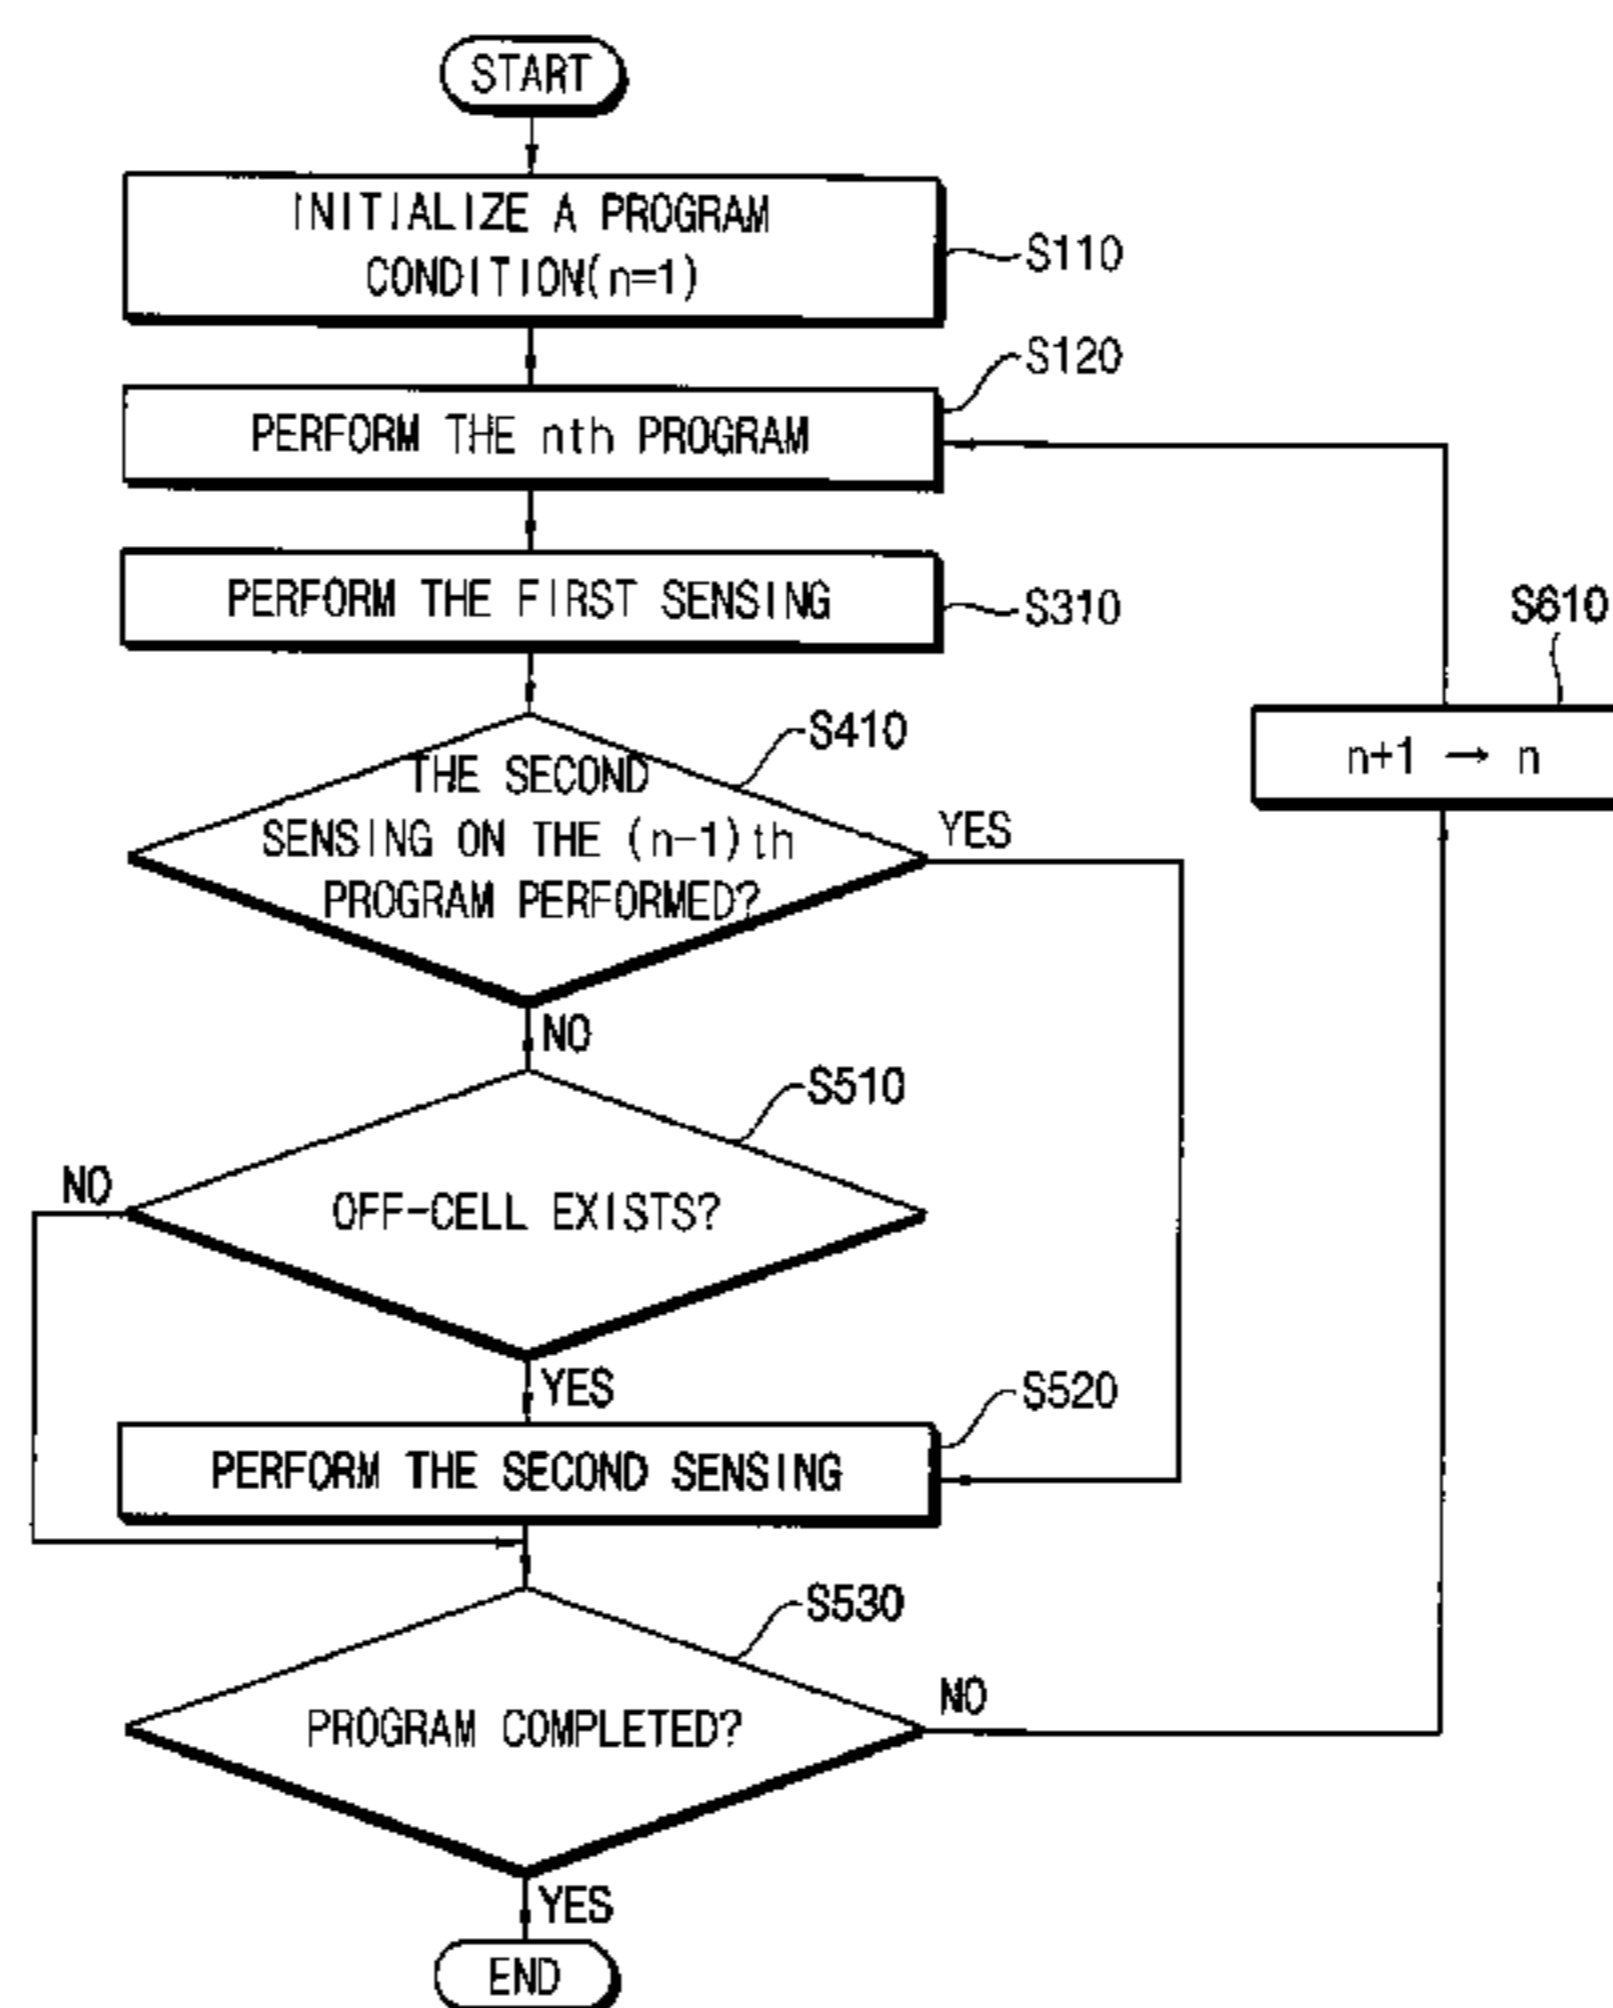 START
INITIALIZE A PROGRAM
CONDITION(n=1)
S110
S120
PERFORM THE nth PROGRAM
PERFORM THE FIRST SENSING
S310
S610
n+1 → n
S410
THE SECOND
SENSING ON THE (n-1)th
PROGRAM PERFORMED?
YES
NO
S510
OFF-CELL EXISTS?
NO
YES
S520
PERFORM THE SECOND SENSING
S530
PROGRAM COMPLETED?
NO
YES
END